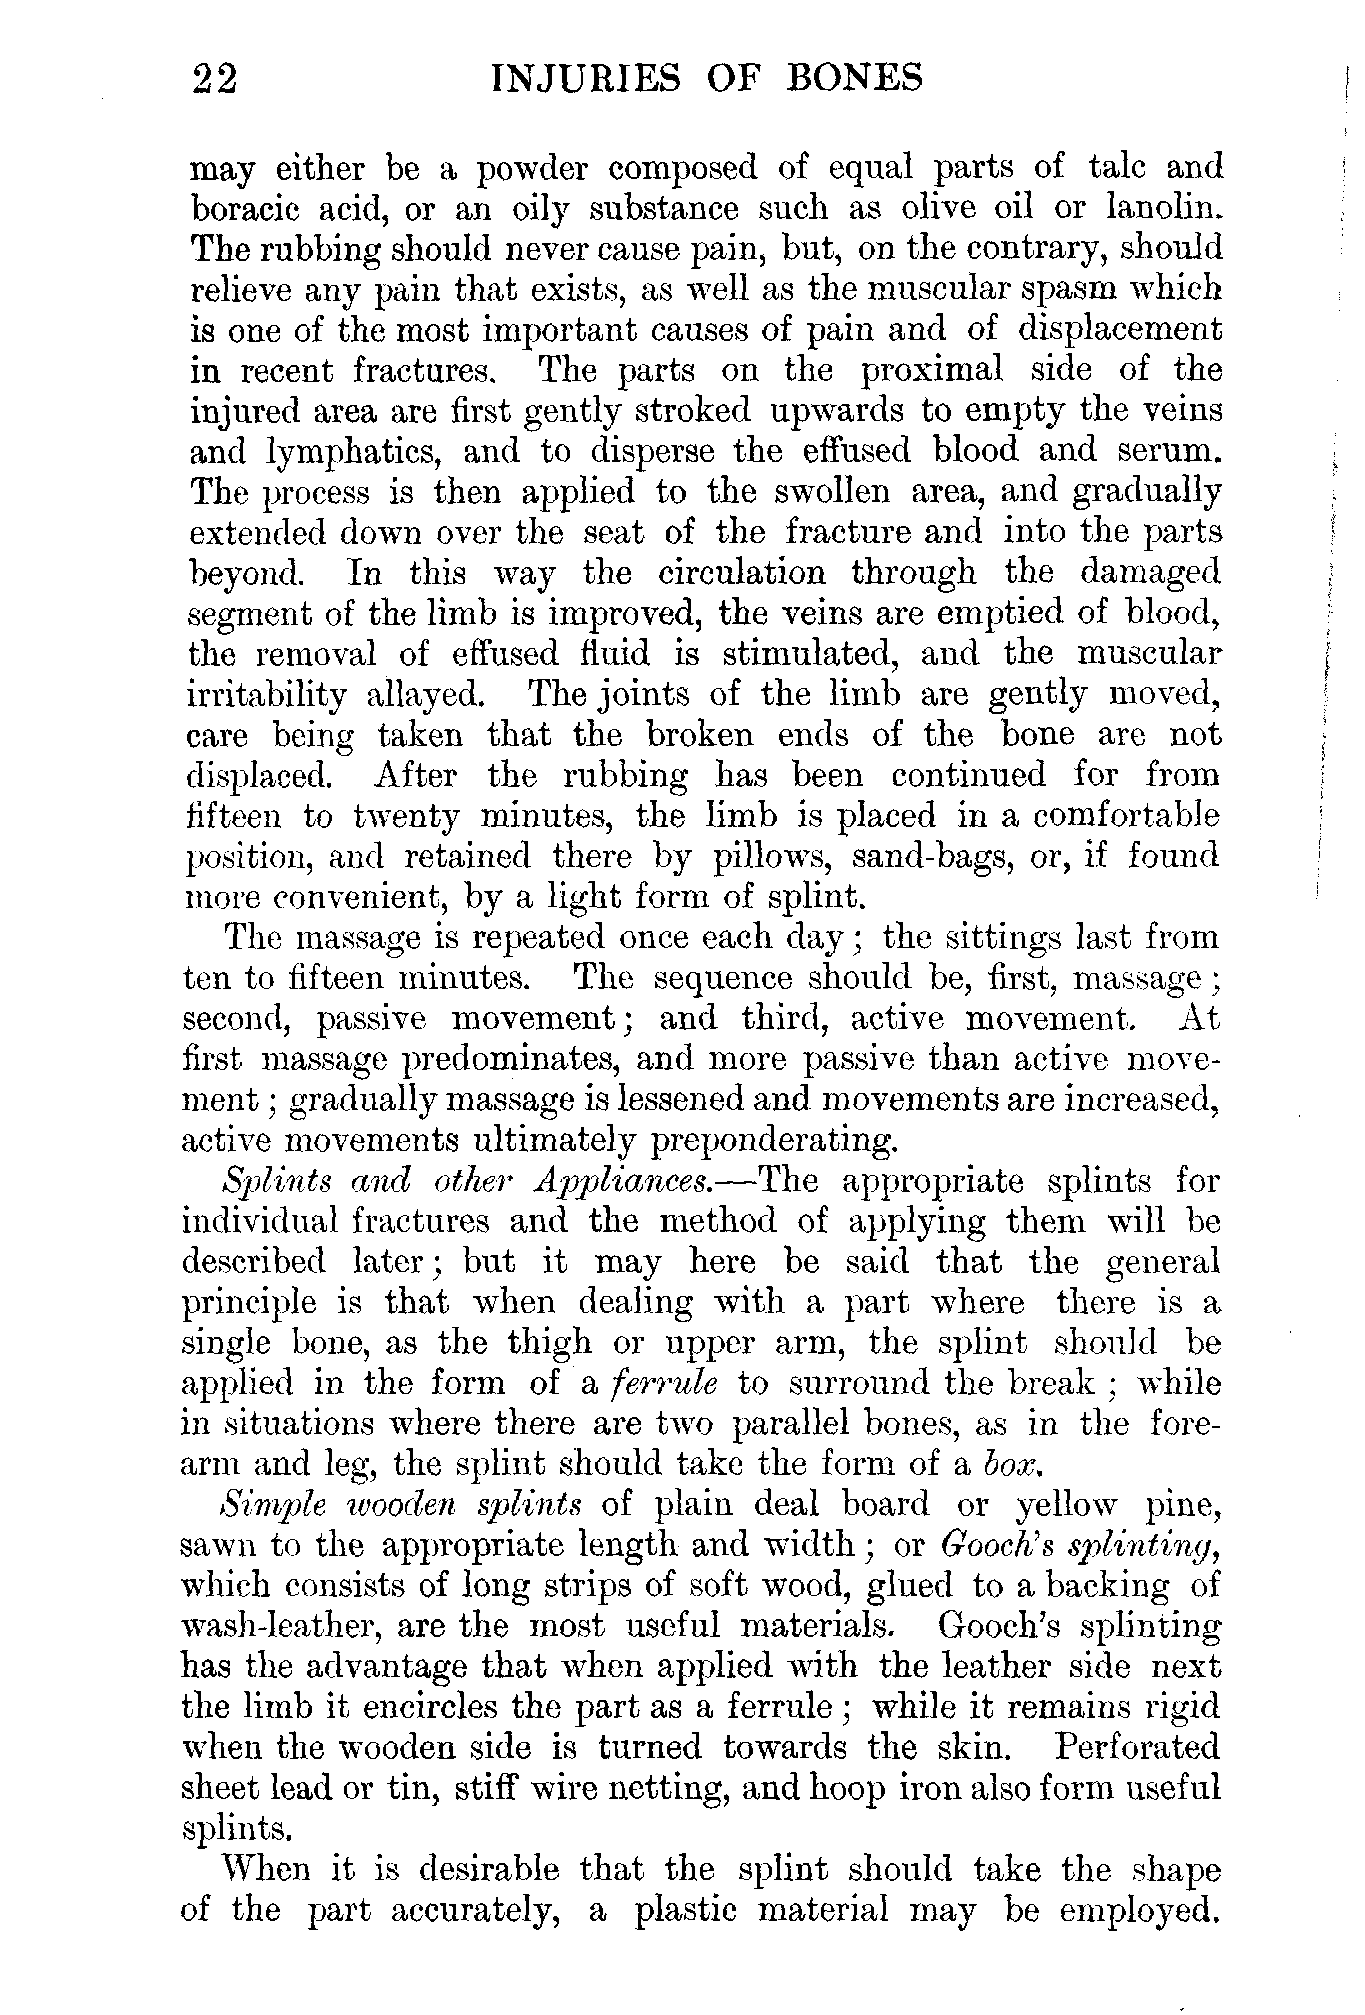 22 INJURIES OF BONES
may either be a powder composed of equal parts of talc and
boracic acid, or an oily substance such as olive oil or lanolin.
The rubbing should never cause pain, but, on the contrary, should
relieve any pain that exists, as well as the muscular spasm which
is one of the most important causes of pain and of displacement
in recent fractures. The parts on the proximal side of the
injured area are first gently stroked upwards to empty the veins
and lymphatics, and to disperse the effused blood and serum.
The process is then applied to the swollen area, and gradually
extended down over the seat of the fracture and into the parts
beyond. In this way the circulation through the damaged
segment of the limb is improved, the veins are emptied of blood,
the removal of effused fluid is stimulated, and the muscular
irritability allayed. The joints of the limb are gently moved,
care being taken that the broken ends of the bone are not
displaced. After the rubbing has been continued for from
fifteen to twenty minutes, the limb is placed in a comfortable
position, and retained there by pillows, sand-bags, or, if found
more convenient, by a light form of splint.
The massage is repeated once each day; the sittings last from
ten to fifteen minutes. The sequence should be, first, massage;
second, passive movement; and third, active movement. At
first massage predominates, and more passive than active move-
ment; gradually massage is lessened and movements are increased,
active movements ultimately preponderating.
Splints and other Appliances.—The appropriate splints for
individual fractures and the method of applying them will be
described later; but it may here be said that the general
principle is that when dealing with a part where there is a
single bone, as the thigh or upper arm, the splint should be
applied in the form of a ferrule to surround the break; while
in situations where there are two parallel bones, as in the fore-
arm and leg, the splint should take the form of a box.
Simple wooden splints of plain deal board or yellow pine,
sawn to the appropriate length and width; or Gooch's splinting,
which consists of long strips of soft wood, glued to a backing of
wash-leather, are the most useful materials. Gooch's splinting
has the advantage that when applied with the leather side next
the limb it encircles the part as a ferrule; while it remains rigid
when the wooden side is turned towards the skin. Perforated
sheet lead or tin, stiff wire netting, and hoop iron also form useful
splints.
When it is desirable that the splint should take the shape
of the part accurately, a plastic material may be employed.